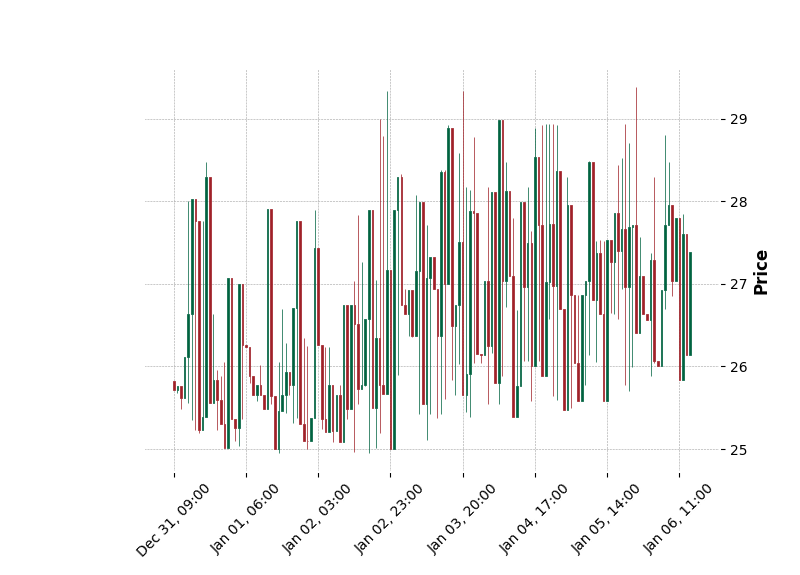 29
28
27
26
25
Price
Dec 31, 09:00
Jan 01, 06:00
Jan 02, 03:00
Jan 02, 23:00
Jan 03, 20:00
Jan 04, 17:00
Jan 05, 14:00
Jan 06, 11:00